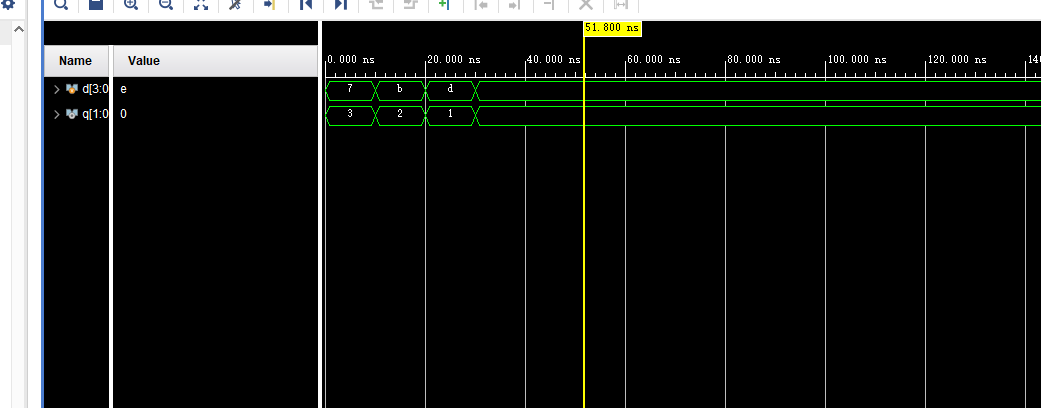 51.800 ns
Name Value
0.000 ns 20.000 ns 40.000 ns 60.000 ns 80.000 ns 100.000 ns 120.000 ns 140
d[3:0 e 7 b d
q[1:0 0 3 2 1